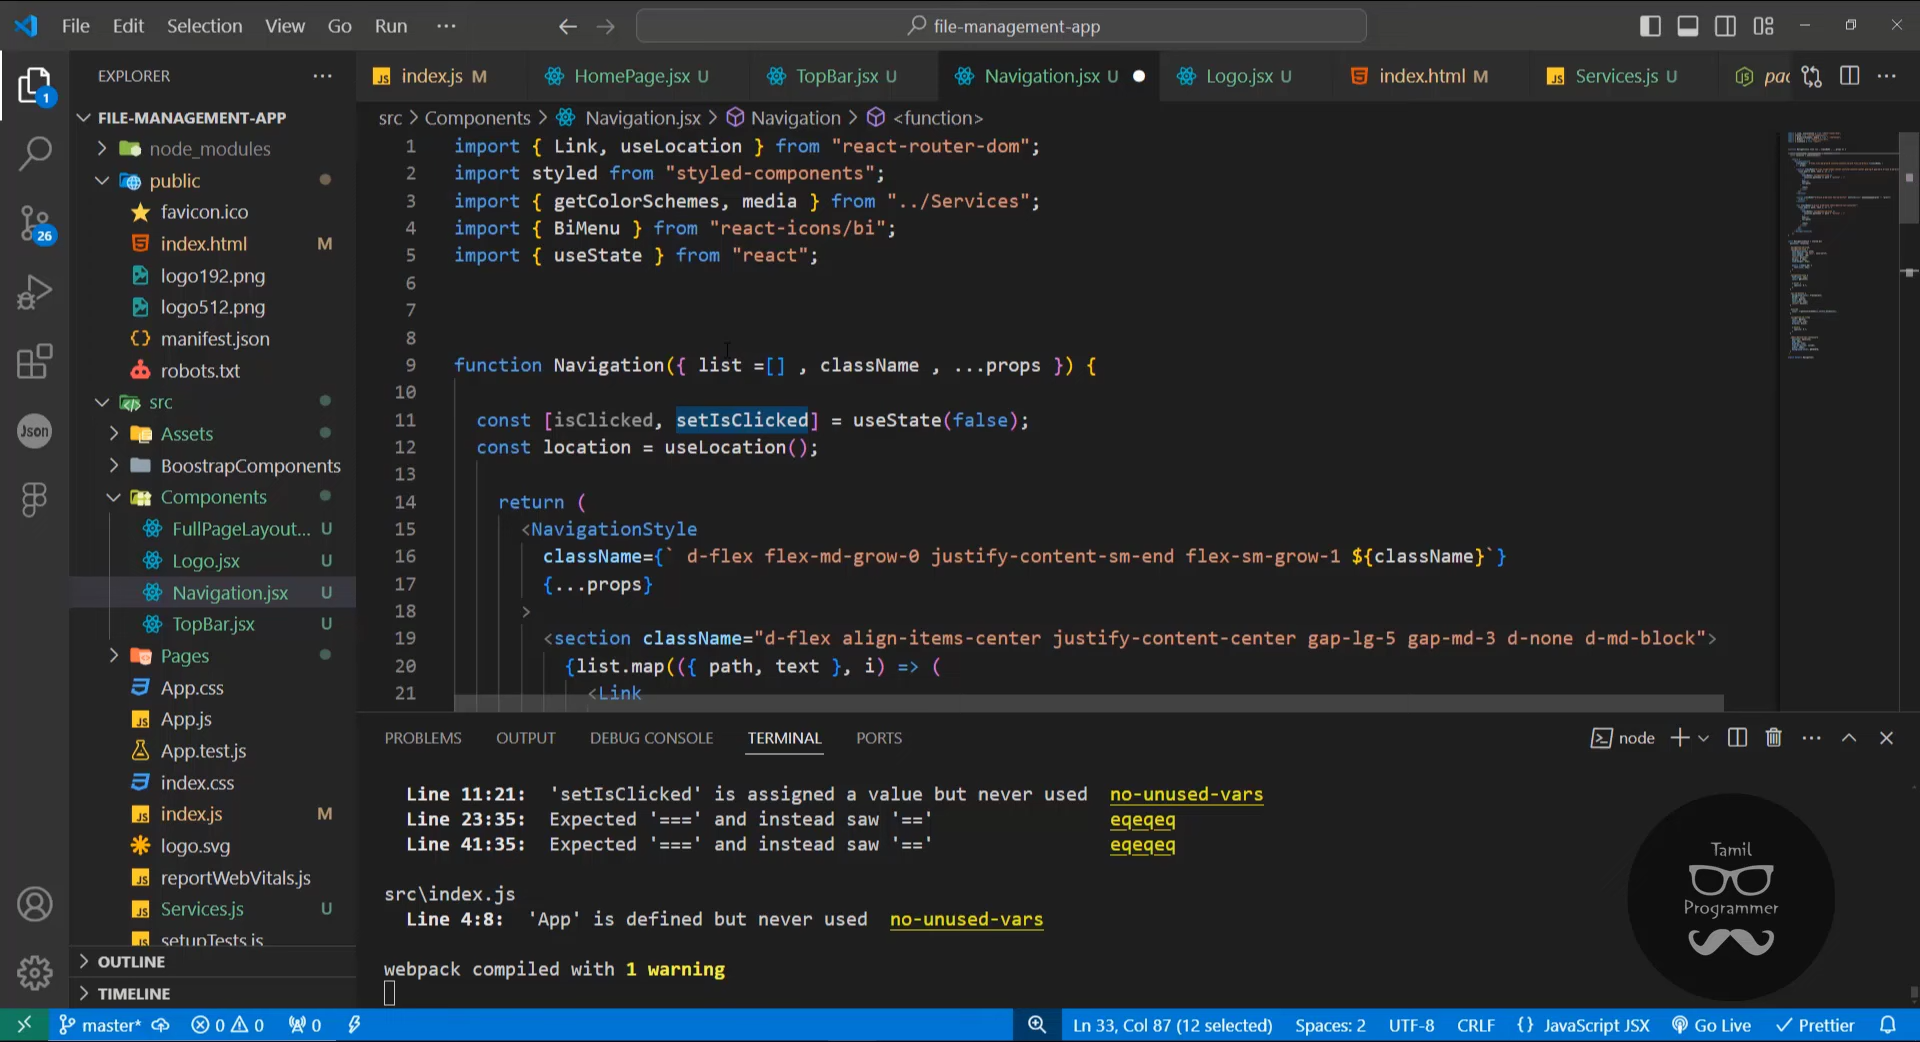 File Edit Selection View Go Run ··· file-management-app
EXPLORER ···
index.js M HomePage.jsx U TopBar.jsx U Navigation.jsx U Logo.jsx U index.html M Services.js U pac
FILE-MANAGEMENT-APP
node_modules
public
favicon.ico
index.html M
logo192.png
logo512.png
manifest.json
robots.txt
src
Assets
BoostrapComponents
Components
FullPageLayout... U
Logo.jsx U
Navigation.jsx U
TopBar.jsx U
Pages
App.css
App.js
App.test.js
index.css
index.js M
logo.svg
reportWebVitals.js
Services.js U
setupTests.js
OUTLINE
TIMELINE
1
26
Json
src > Components > Navigation.jsx > Navigation > <function>
1 import { Link, useLocation } from "react-router-dom";
2 import styled from "styled-components";
3 import { getColorSchemes, media } from "../Services";
4 import { BiMenu } from "react-icons/bi";
5 import { useState } from "react";
6
7
8
9 function Navigation({ list =[] , className , ...props }) {
10
11 const [isClicked, setIsClicked] = useState(false);
12 const location = useLocation();
13
14 return (
15 <NavigationStyle
16 className={` d-flex flex-md-grow-0 justify-content-sm-end flex-sm-grow-1 ${className}`}
17 {...props}
18 >
19 <section className="d-flex align-items-center justify-content-center gap-lg-5 gap-md-3 d-none d-md-block">
20 {list.map(({ path, text }, i) => (
21 <Link
PROBLEMS OUTPUT DEBUG CONSOLE TERMINAL PORTS node
Line 11:21: 'setIsClicked' is assigned a value but never used no-unused-vars
Line 23:35: Expected '===' and instead saw '==' eqeqeq
Line 41:35: Expected '===' and instead saw '==' eqeqeq
src\index.js
Line 4:8: 'App' is defined but never used no-unused-vars
webpack compiled with 1 warning
Tamil
Programmer
master* 0 0 0 Ln 33, Col 87 (12 selected) Spaces: 2 UTF-8 CRLF {} JavaScript JSX Go Live Prettier